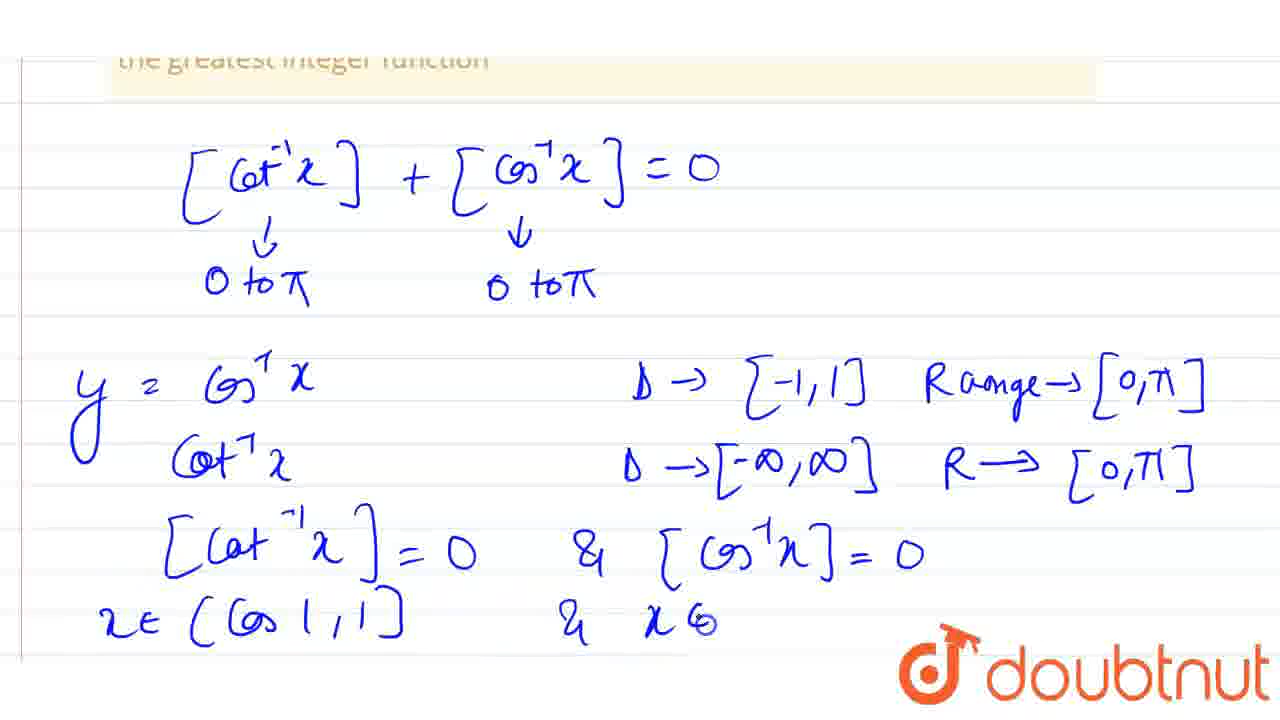 the greatest integer function
[cot⁻¹x] + [cos⁻¹x] = 0
↓ ↓
0 to π 0 to π
y = cos⁻¹x D → [-1, 1] Range → [0, π]
cot⁻¹x D → [-∞, ∞] R → [0, π]
[cot⁻¹x] = 0 & [cos⁻¹x] = 0
x ∈ (cos 1, 1] & x ∈
doubtnut